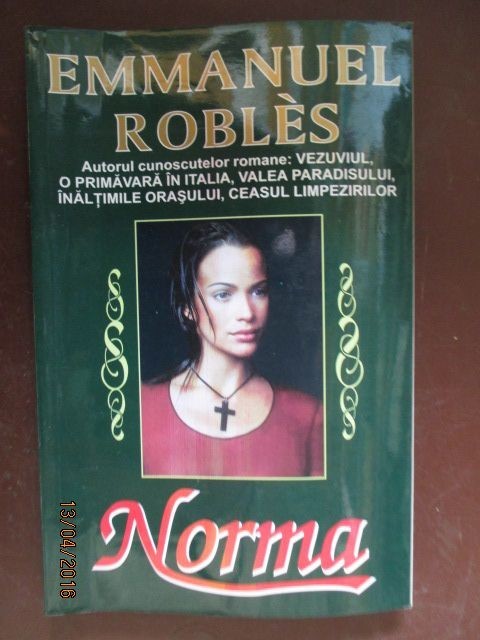 EMMANUEL
ROBLÈS
Autorul cunoscutelor romane: VEZUVIUL,
O PRIMĂVARĂ ÎN ITALIA, VALEA PARADISULUI,
ÎNĂLȚIMILE ORAȘULUI, CEASUL LIMPEZIRILOR
Norma
13/04/2016